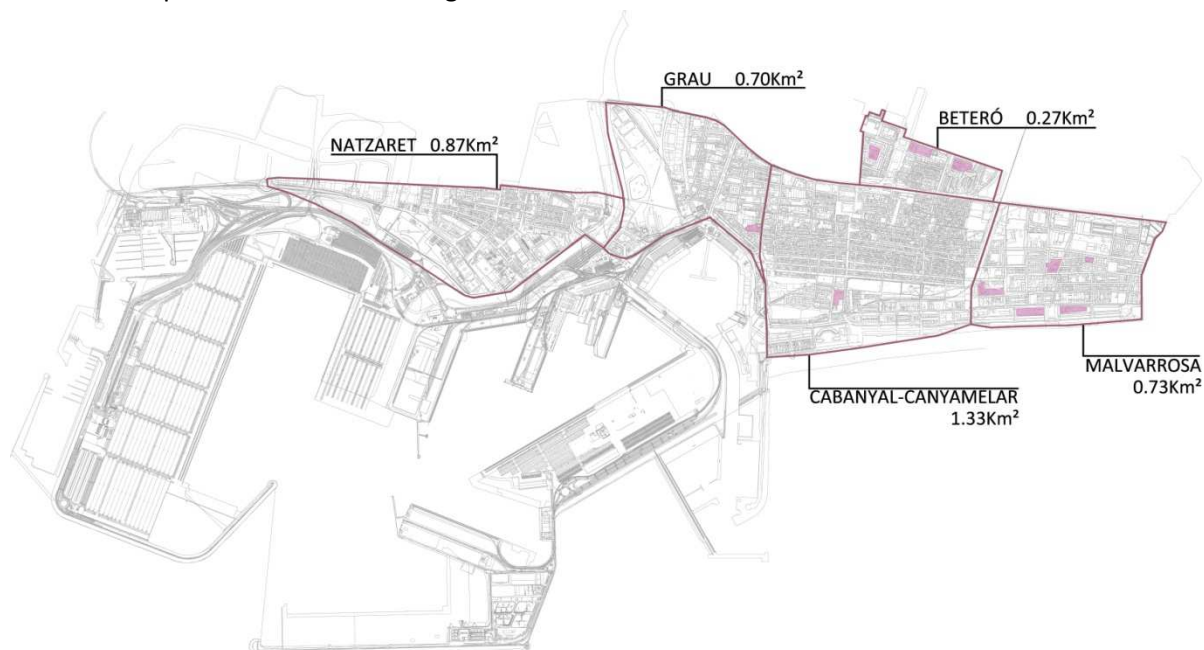 GRAU 0.70Km²
BETERÓ 0.27Km²
NATZARET 0.87Km²
MALVARROSA
0.73Km²
CABANYAL-CANYAMELAR
1.33Km²